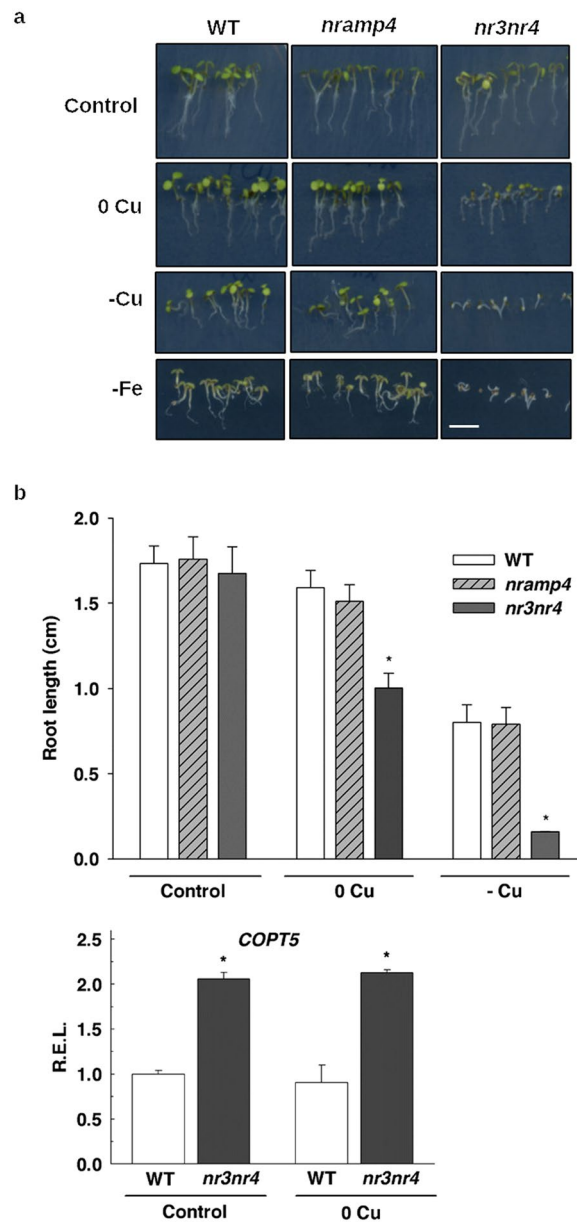 a
WT nramp4 nr3nr4
Control
0 Cu
-Cu
-Fe
b
2.0
1.5
1.0
0.5
0.0
Root length (cm)
WT
nramp4
nr3nr4
*
*
Control 0 Cu - Cu
COPT5
2.5
2.0
1.5
1.0
0.5
0.0
R.E.L.
*
*
WT nr3nr4 WT nr3nr4
Control 0 Cu